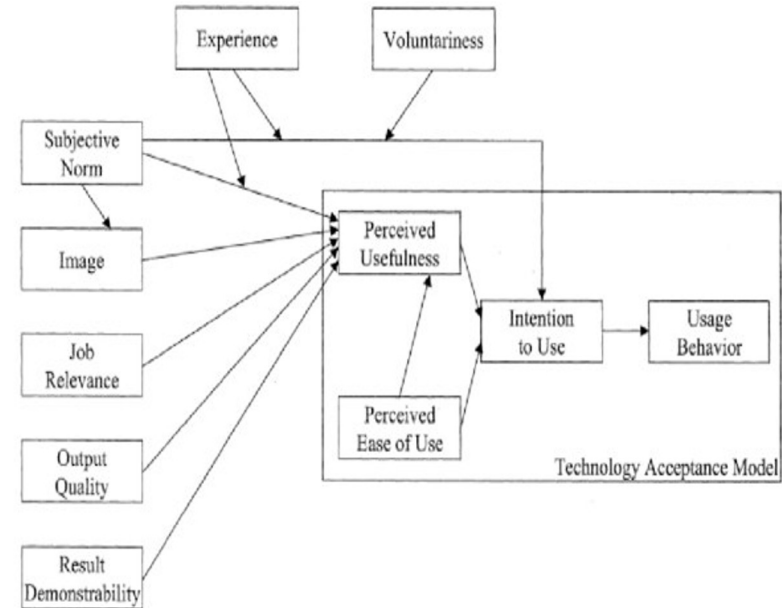 Experience
Voluntariness
Subjective
Norm
Image
Job
Relevance
Output
Quality
Result
Demonstrability
Perceived
Usefulness
Perceived
Ease of Use
Intention
to Use
Usage
Behavior
Technology Acceptance Model